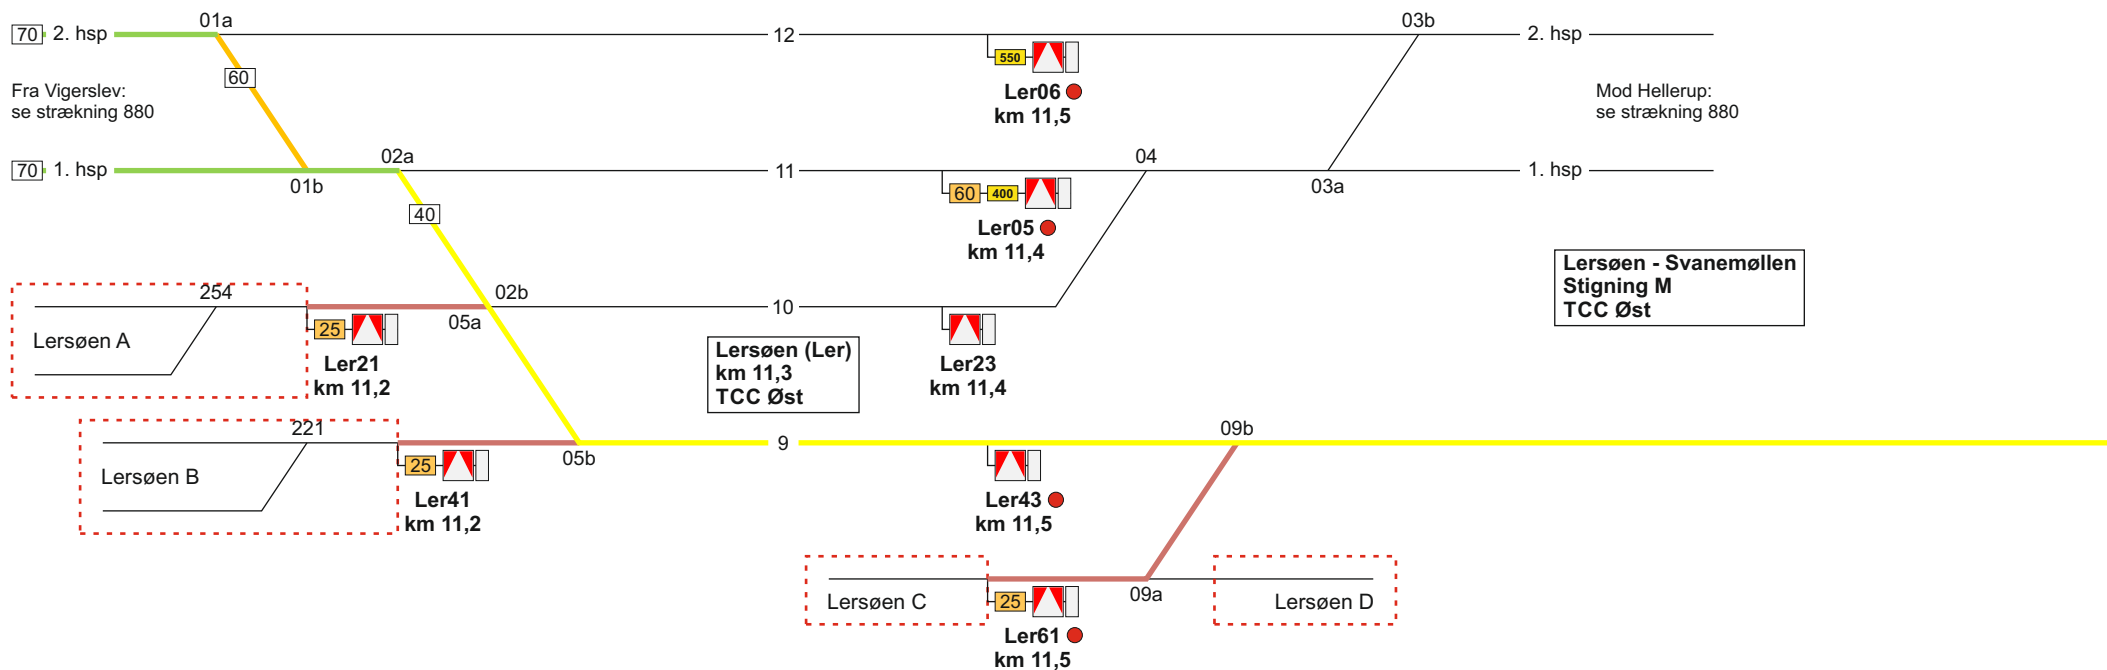 01a
03b
70 2. hsp
12
2. hsp
550
60
Fra Vigerslev:
se strækning 880
Ler06
km 11,5
Mod Hellerup:
se strækning 880
02a
04
70 1. hsp
01b
11
03a
1. hsp
60 400
40
Ler05
km 11,4
Lersøen - Svanemøllen
Stigning M
TCC Øst
254
02b
10
05a
25
Lersøen A
Ler21
km 11,2
Lersøen (Ler)
km 11,3
TCC Øst
Ler23
km 11,4
221
9
09b
05b
25
Lersøen B
Ler41
km 11,2
Ler43
km 11,5
Lersøen C
25
09a
Lersøen D
Ler61
km 11,5